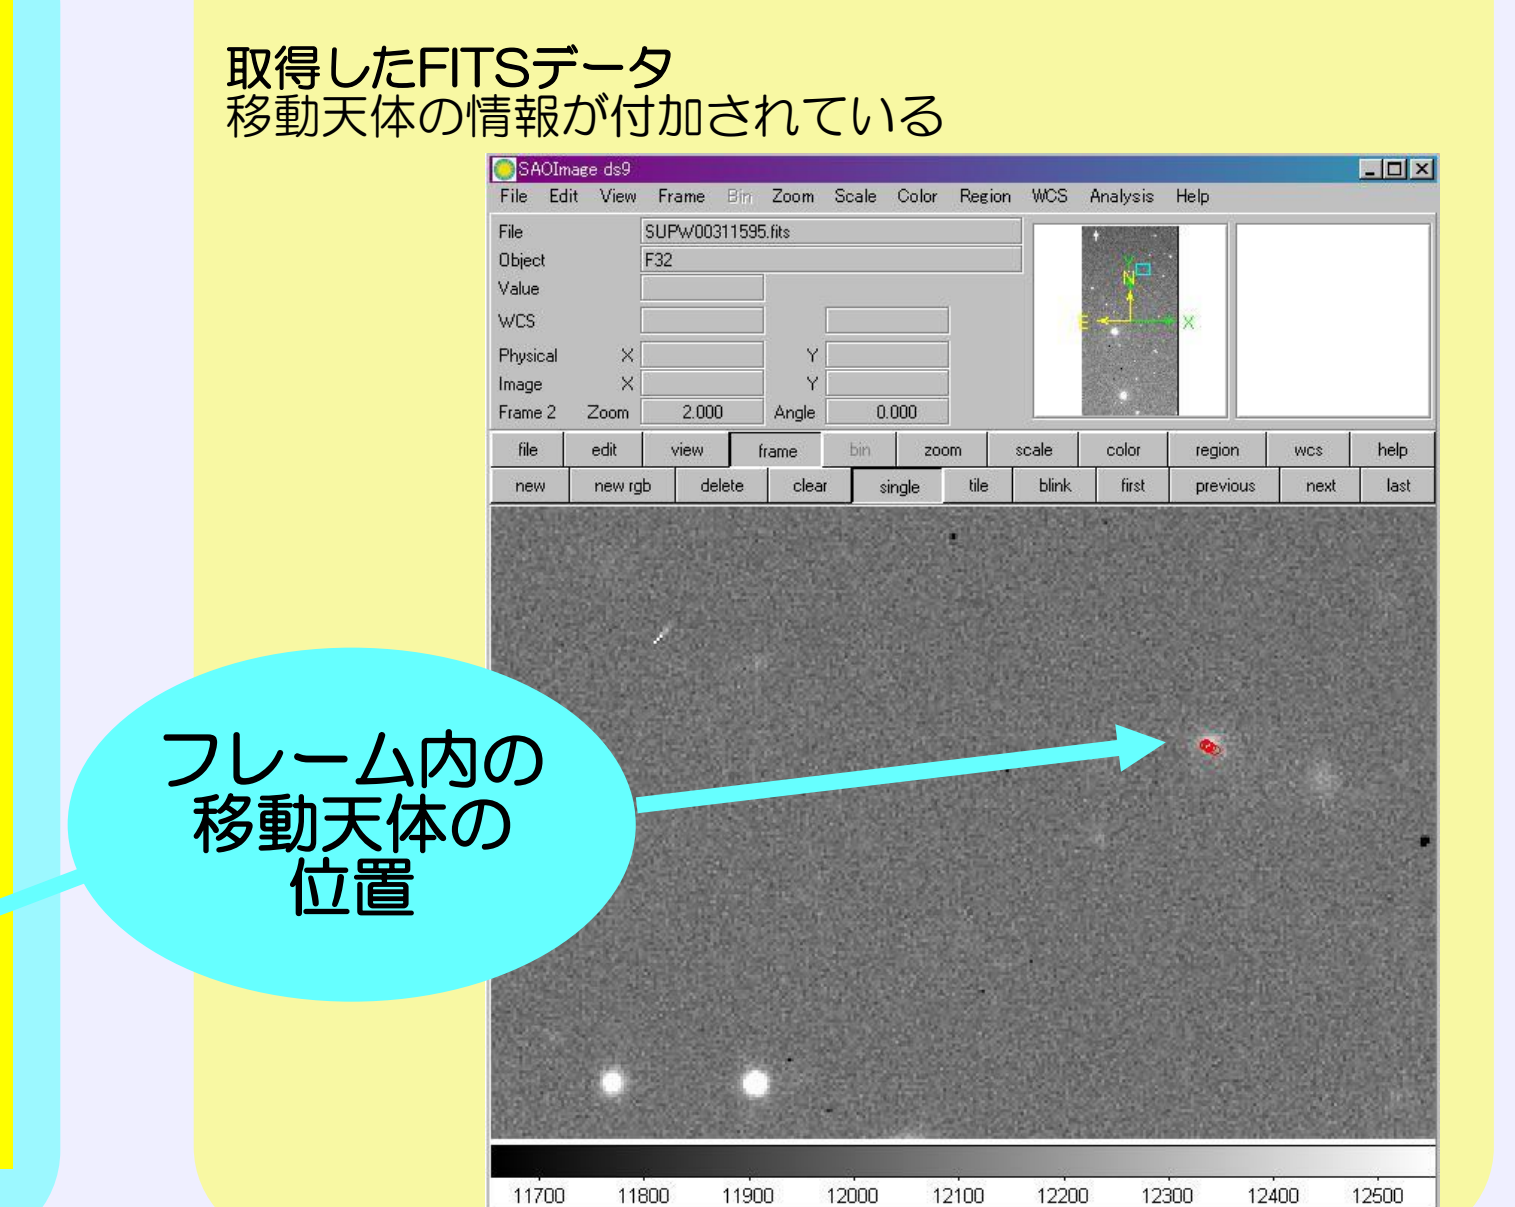 取得したFITSデータ
移動天体の情報が付加されている
SAOImage ds9
File Edit View Frame Bin Zoom Scale Color Region WCS Analysis Help
File SUPW00311595.fits
Object F32
Value
WCS
Physical X Y
Image X Y
Frame 2 Zoom 2.000 Angle 0.000
Y
N
E X
file edit view frame bin zoom scale color region wcs help
new new rgb delete clear single tile blink first previous next last
フレーム内の
移動天体の
位置
11700 11800 11900 12000 12100 12200 12300 12400 12500